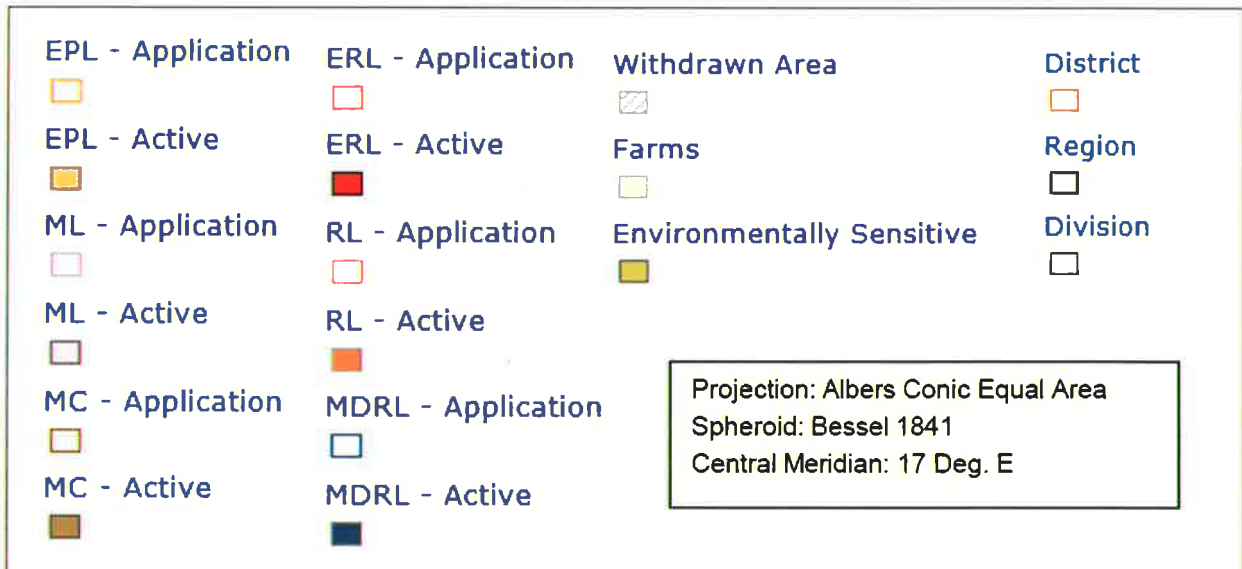 EPL - Application
EPL - Active
ML - Application
ML - Active
MC - Application
MC - Active
ERL - Application
ERL - Active
RL - Application
RL - Active
MDRL - Application
MDRL - Active
Withdrawn Area
Farms
Environmentally Sensitive
District
Region
Division
Projection: Albers Conic Equal Area
Spheroid: Bessel 1841
Central Meridian: 17 Deg. E